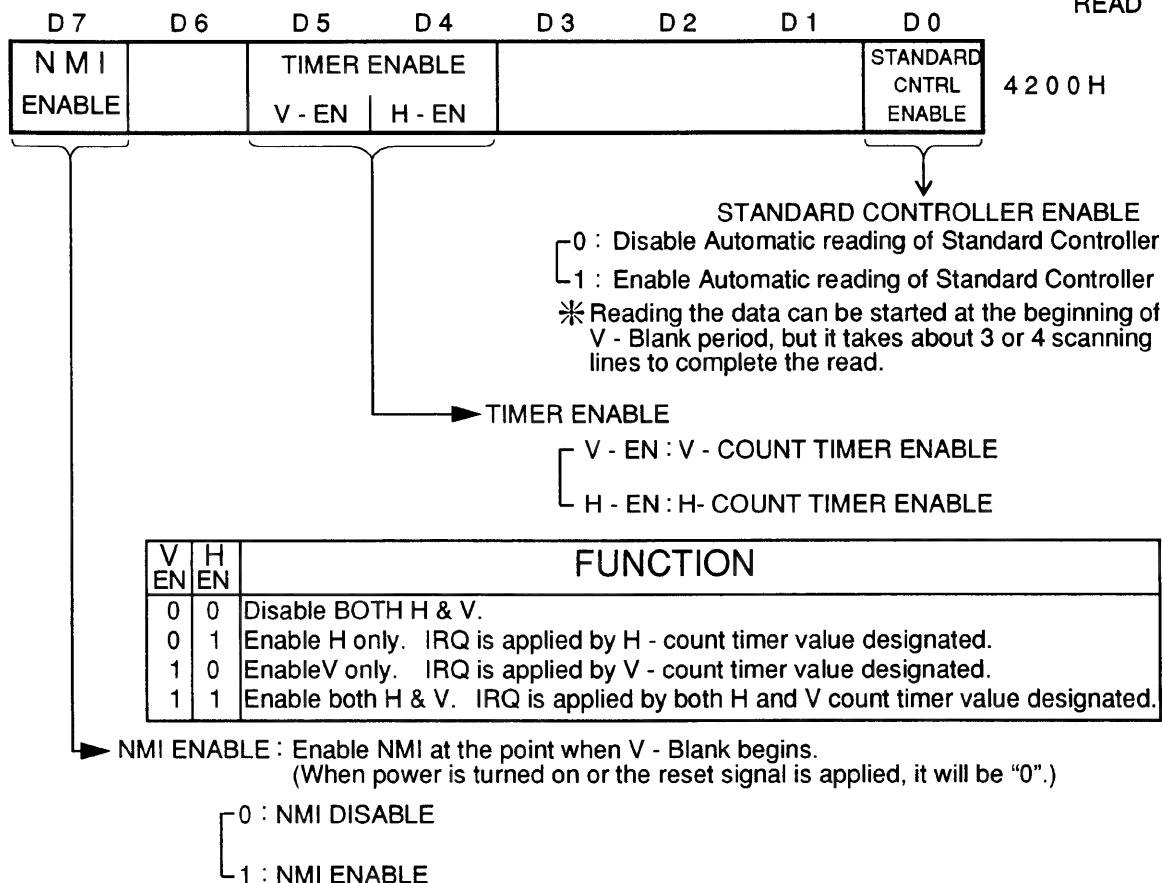 READ
D7 D6 D5 D4 D3 D2 D1 D0
NMI ENABLE
TIMER ENABLE
V - EN H - EN
STANDARD CNTRL ENABLE
4200H
STANDARD CONTROLLER ENABLE
0 : Disable Automatic reading of Standard Controller
1 : Enable Automatic reading of Standard Controller
※ Reading the data can be started at the beginning of
V - Blank period, but it takes about 3 or 4 scanning
lines to complete the read.
TIMER ENABLE
V - EN : V - COUNT TIMER ENABLE
H - EN : H- COUNT TIMER ENABLE
V EN H EN FUNCTION
0 0 Disable BOTH H & V.
0 1 Enable H only. IRQ is applied by H - count timer value designated.
1 0 EnableV only. IRQ is applied by V - count timer value designated.
1 1 Enable both H & V. IRQ is applied by both H and V count timer value designated.
NMI ENABLE : Enable NMI at the point when V - Blank begins.
(When power is turned on or the reset signal is applied, it will be “0”.)
0 : NMI DISABLE
1 : NMI ENABLE